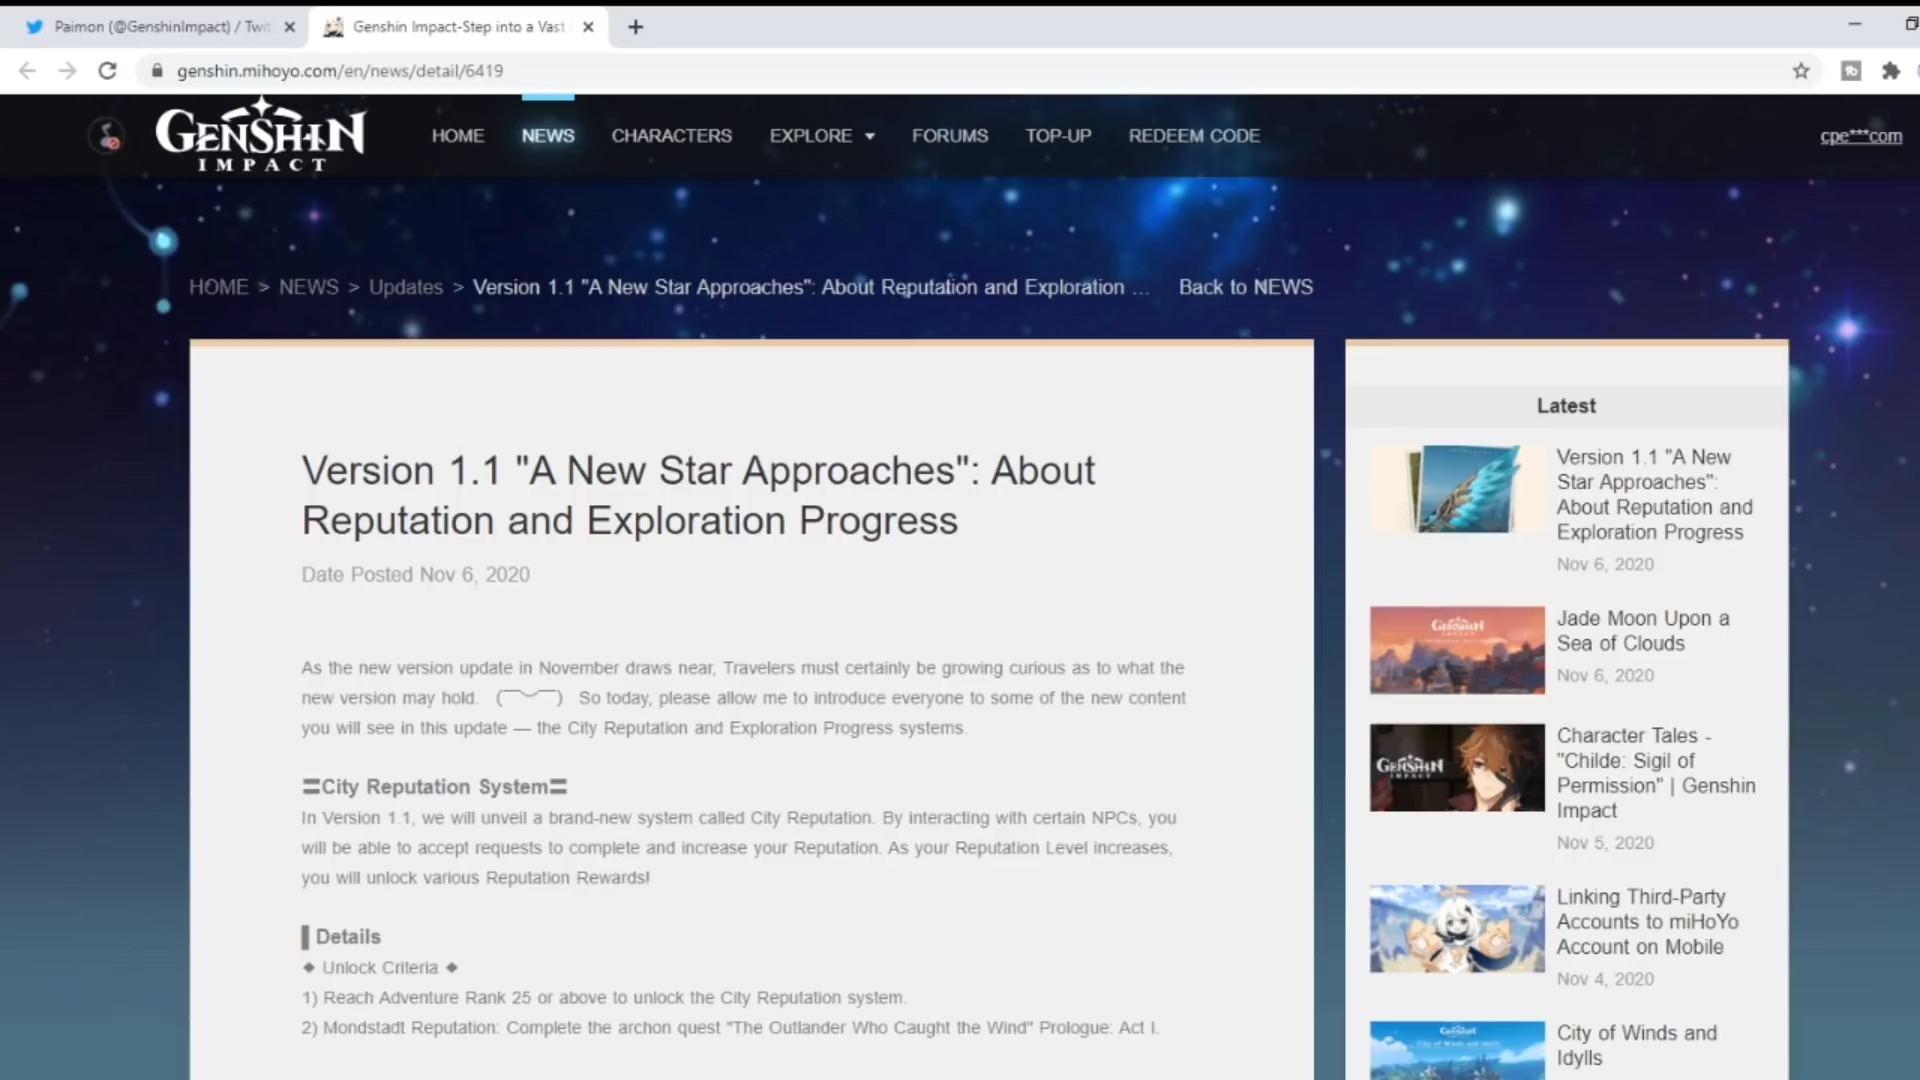 Paimon (@GenshinImpact) / Twit
Genshin Impact-Step into a Vast
genshin.mihoyo.com/en/news/detail/6419
GENSHIN
IMPACT
HOME
NEWS
CHARACTERS
EXPLORE
FORUMS
TOP-UP
REDEEM CODE
cpe***com
HOME > NEWS > Updates > Version 1.1 "A New Star Approaches": About Reputation and Exploration ...
Back to NEWS
Version 1.1 "A New Star Approaches": About
Reputation and Exploration Progress
Date Posted Nov 6, 2020
As the new version update in November draws near, Travelers must certainly be growing curious as to what the
new version may hold. (￣︶￣) So today, please allow me to introduce everyone to some of the new content
you will see in this update — the City Reputation and Exploration Progress systems.
〓City Reputation System〓
In Version 1.1, we will unveil a brand-new system called City Reputation. By interacting with certain NPCs, you
will be able to accept requests to complete and increase your Reputation. As your Reputation Level increases,
you will unlock various Reputation Rewards!
▌Details
◆ Unlock Criteria ◆
1) Reach Adventure Rank 25 or above to unlock the City Reputation system.
2) Mondstadt Reputation: Complete the archon quest "The Outlander Who Caught the Wind" Prologue: Act I.
Latest
Version 1.1 "A New
Star Approaches":
About Reputation and
Exploration Progress
Nov 6, 2020
GENSHIN
IMPACT
Jade Moon Upon a
Sea of Clouds
Nov 6, 2020
GENSHIN
IMPACT
Character Tales -
"Childe: Sigil of
Permission" | Genshin
Impact
Nov 5, 2020
Linking Third-Party
Accounts to miHoYo
Account on Mobile
Nov 4, 2020
GENSHIN
City of Winds and Idylls
City of Winds and
Idylls